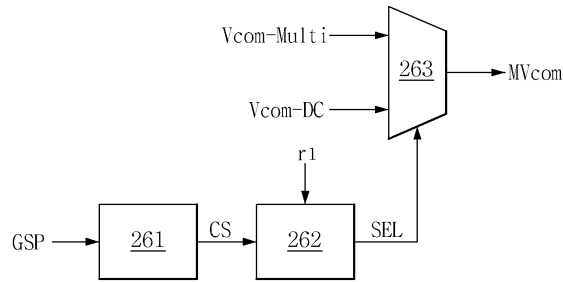 Vcom-Multi
263
MVcom
Vcom-DC
r1
GSP
261
CS
262
SEL